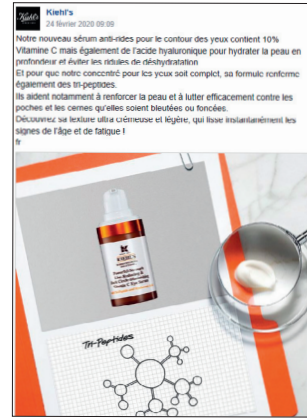 Kiehl's
24 février 2020 09:09
Notre nouveau sérum anti-rides pour le contour des yeux contient 10%
Vitamine C mais également de l'acide hyaluronique pour hydrater la peau en
profondeur et éviter les ridules de déshydratation
Et pour que notre concentré pour les yeux soit complet, sa formule renferme
également des tri-peptides.
Ils aident notamment à renforcer la peau et à lutter efficacement contre les
poches et les cernes qu'elles soient bleutées ou foncées.
Découvrez sa texture ultra crémeuse et légère, qui lisse instantanément les
signes de l'âge et de fatigue !
fr
KIEHL'S
Tri-Peptides